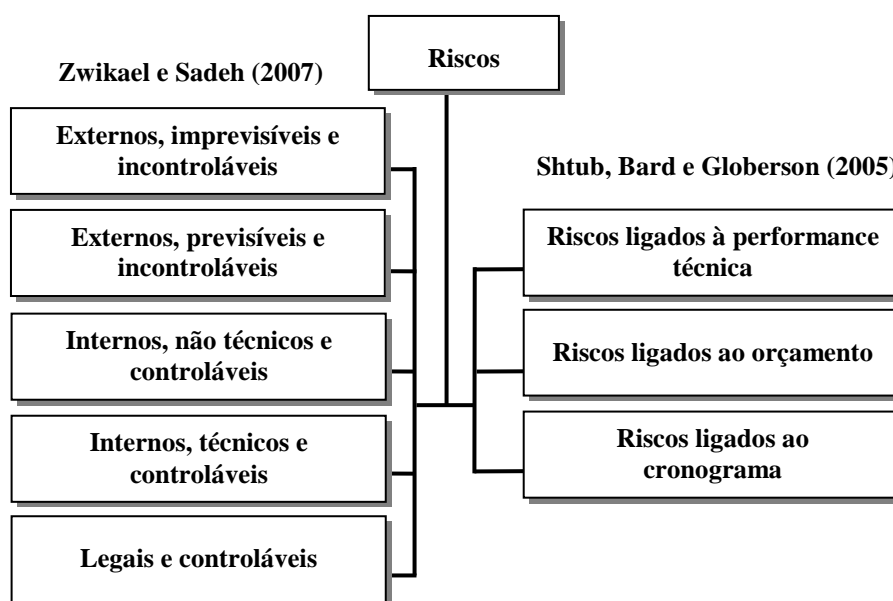 Riscos
Zwikael e Sadeh (2007)
Externos, imprevisíveis e
incontroláveis
Externos, previsíveis e
incontroláveis
Internos, não técnicos e
controláveis
Internos, técnicos e
controláveis
Legais e controláveis
Shtub, Bard e Globerson (2005)
Riscos ligados à performance
técnica
Riscos ligados ao orçamento
Riscos ligados ao
cronograma